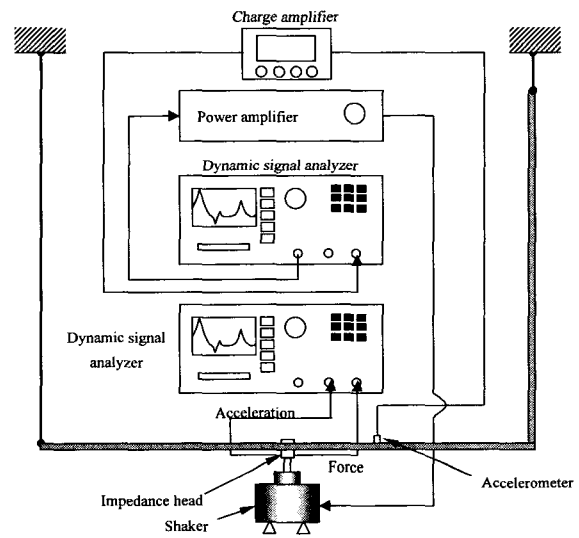 Charge amplifier
Power amplifier
Dynamic signal analyzer
Dynamic signal
analyzer
Acceleration
Force
Impedance head
Accelerometer
Shaker